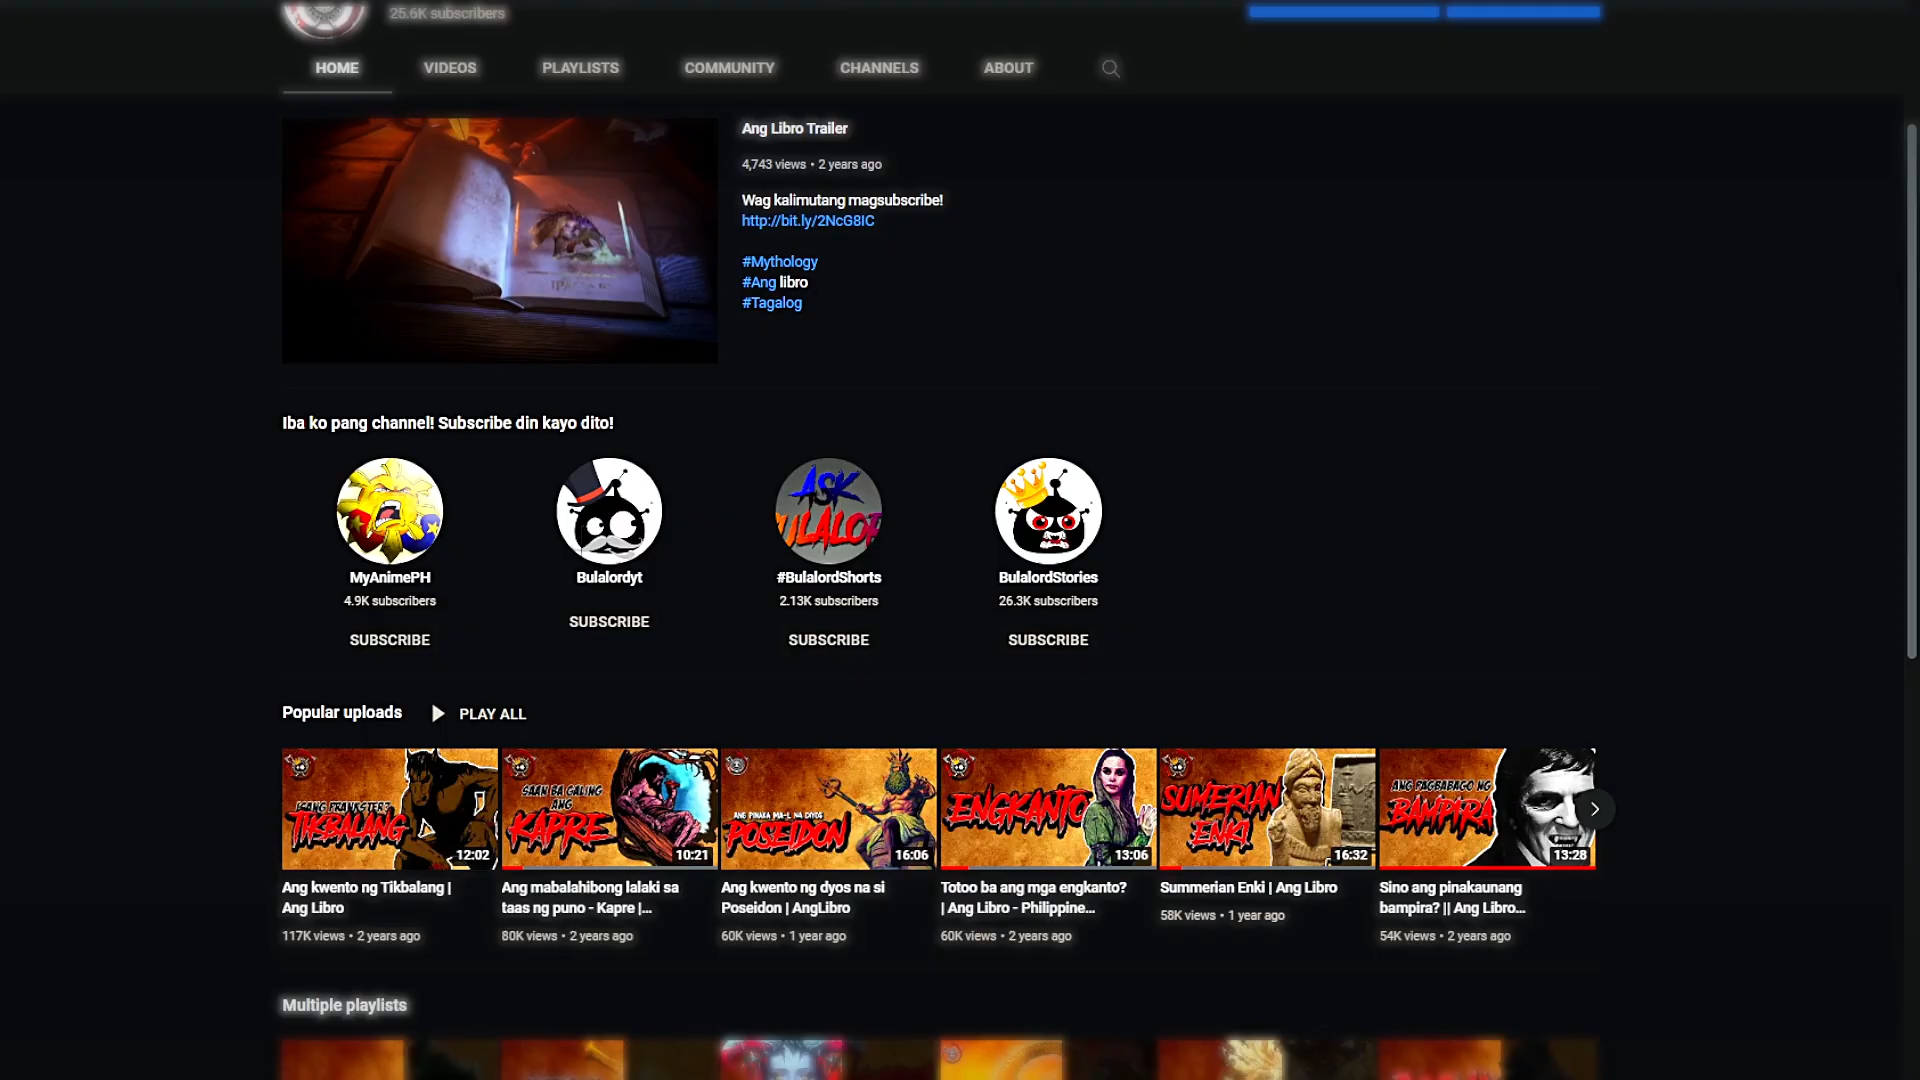 25.6K subscribers
HOME VIDEOS PLAYLISTS COMMUNITY CHANNELS ABOUT
Ang Libro Trailer
4,743 views • 2 years ago
Wag kalimutang magsubscribe!
http://bit.ly/2NcG8IC
#Mythology
#Ang libro
#Tagalog
Iba ko pang channel! Subscribe din kayo dito!
ASK
MyAnimePH
4.9K subscribers
SUBSCRIBE
Bulalordyt
SUBSCRIBE
#BulalordShorts
2.13K subscribers
SUBSCRIBE
BulalordStories
26.3K subscribers
SUBSCRIBE
Popular uploads PLAY ALL
ISANG PRANKSTER?
TIKBALANG
12:02
Ang kwento ng Tikbalang |
Ang Libro
117K views • 2 years ago
SAAN BA GALING
ANG
KAPRE
10:21
Ang mabalahibong lalaki sa
taas ng puno - Kapre |...
80K views • 2 years ago
ANG PINAKA MA-L NA DIYOS
POSEIDON
16:06
Ang kwento ng dyos na si
Poseidon | AngLibro
60K views • 1 year ago
ENGKANTO
13:06
Totoo ba ang mga engkanto?
| Ang Libro - Philippine...
60K views • 2 years ago
SUMERIAN
ENKI
16:32
Summerian Enki | Ang Libro
58K views • 1 year ago
ANG PAGBABAGO NG
BAMPIRA
13:28
Sino ang pinakaunang
bampira? || Ang Libro...
54K views • 2 years ago
Multiple playlists